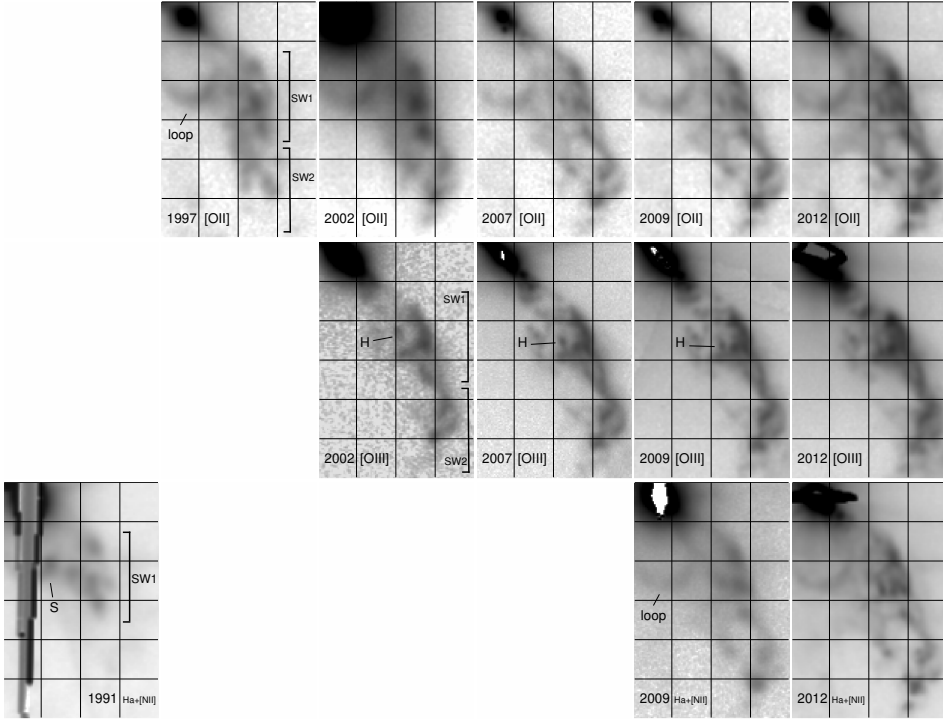 SW1
loop
SW2
1997 [OII]
2002 [OII]
2007 [OII]
2009 [OII]
2012 [OII]
SW1
H
H
H
SW2
2002 [OIII]
2007 [OIII]
2009 [OIII]
2012 [OIII]
SW1
S
loop
1991 Ha+[NII]
2009 Ha+[NII]
2012 Ha+[NII]